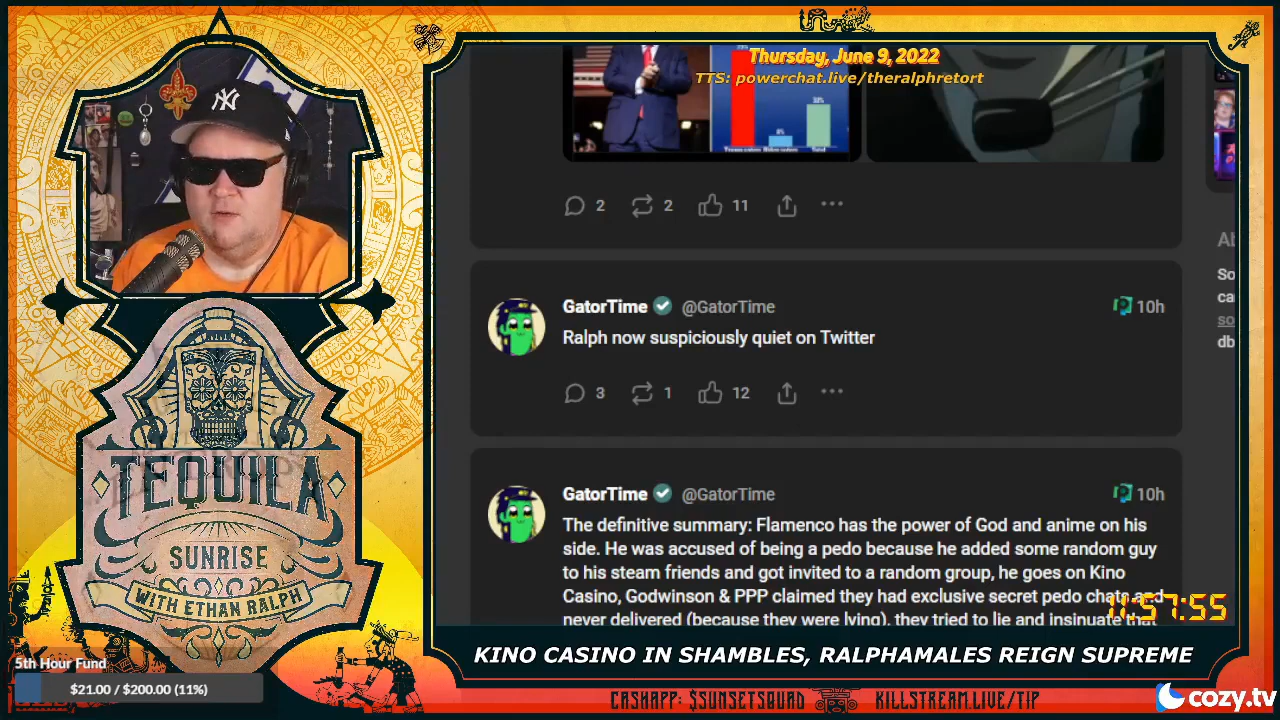 Thursday, June 9, 2022
TTS: powerchat.live/theralphretort
2 2 11
GatorTime @GatorTime 10h
Ralph now suspiciously quiet on Twitter
3 1 12
GatorTime @GatorTime 10h
The definitive summary: Flamenco has the power of God and anime on his
side. He was accused of being a pedo because he added some random guy
to his steam friends and got invited to a random group, he goes on Kino
Casino, Godwinson & PPP claimed they had exclusive secret pedo chats and
never delivered (because they were lying), they tried to lie and insinuate that
:57:55
So
ca
so
db
NY
TEQUILA
SUNRISE
WITH ETHAN RALPH
5th Hour Fund
$21.00 / $200.00 (11%)
KINO CASINO IN SHAMBLES, RALPHAMALES REIGN SUPREME
CASHAPP: $SUNSETSQUAD KILLSTREAM.LIVE/TIP
cozy.tv